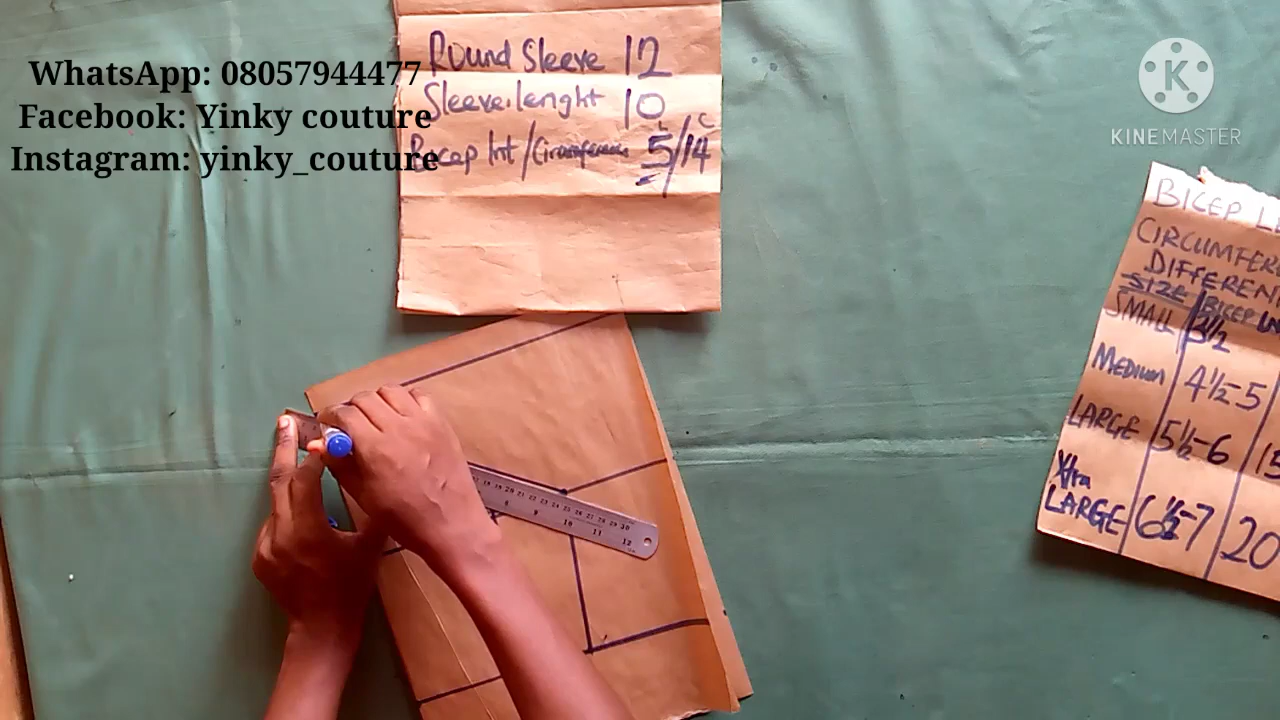 WhatsApp: 08057944477
Facebook: Yinky couture
Instagram: yinky_couture
Round Sleeve 12
Sleeve lenght 10
Bicep Int / Circumference 5/14
L C
KINEMASTER
BICEP
CIRCUMFER
DIFFEREN
SIZE BICEP
SMALL 3½
MEDIUM 4½-5
LARGE 5½-6 15
Xtra
LARGE 6½-7 20